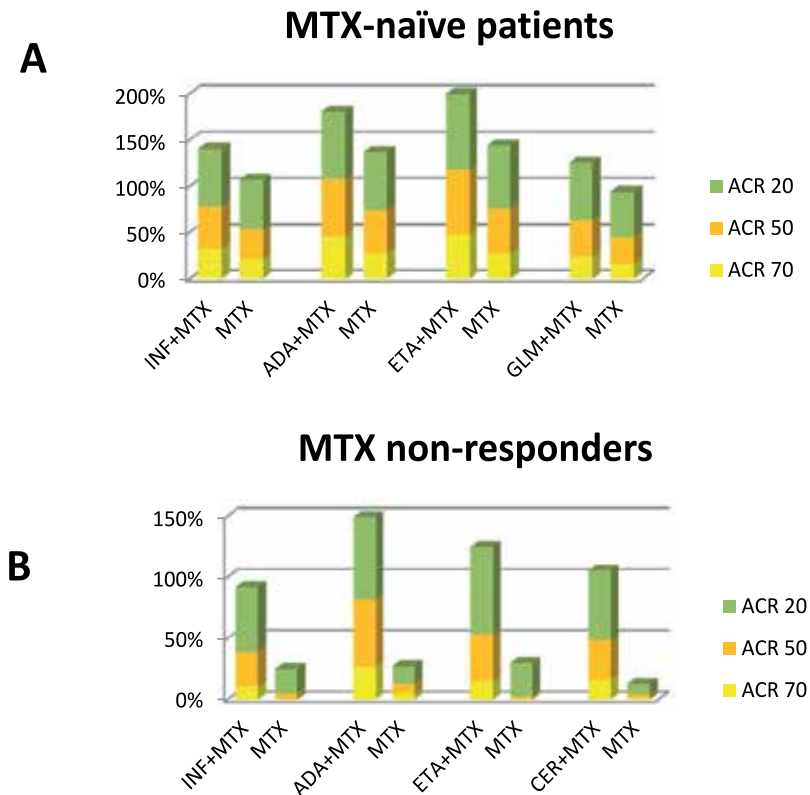 MTX-naïve patients
A
200%
150%
100%
50%
0%
INF+MTX
MTX
ADA+MTX
MTX
ETA+MTX
MTX
GLM+MTX
MTX
ACR 20
ACR 50
ACR 70
MTX non-responders
B
150%
100%
50%
0%
INF+MTX
MTX
ADA+MTX
MTX
ETA+MTX
MTX
CER+MTX
MTX
ACR 20
ACR 50
ACR 70